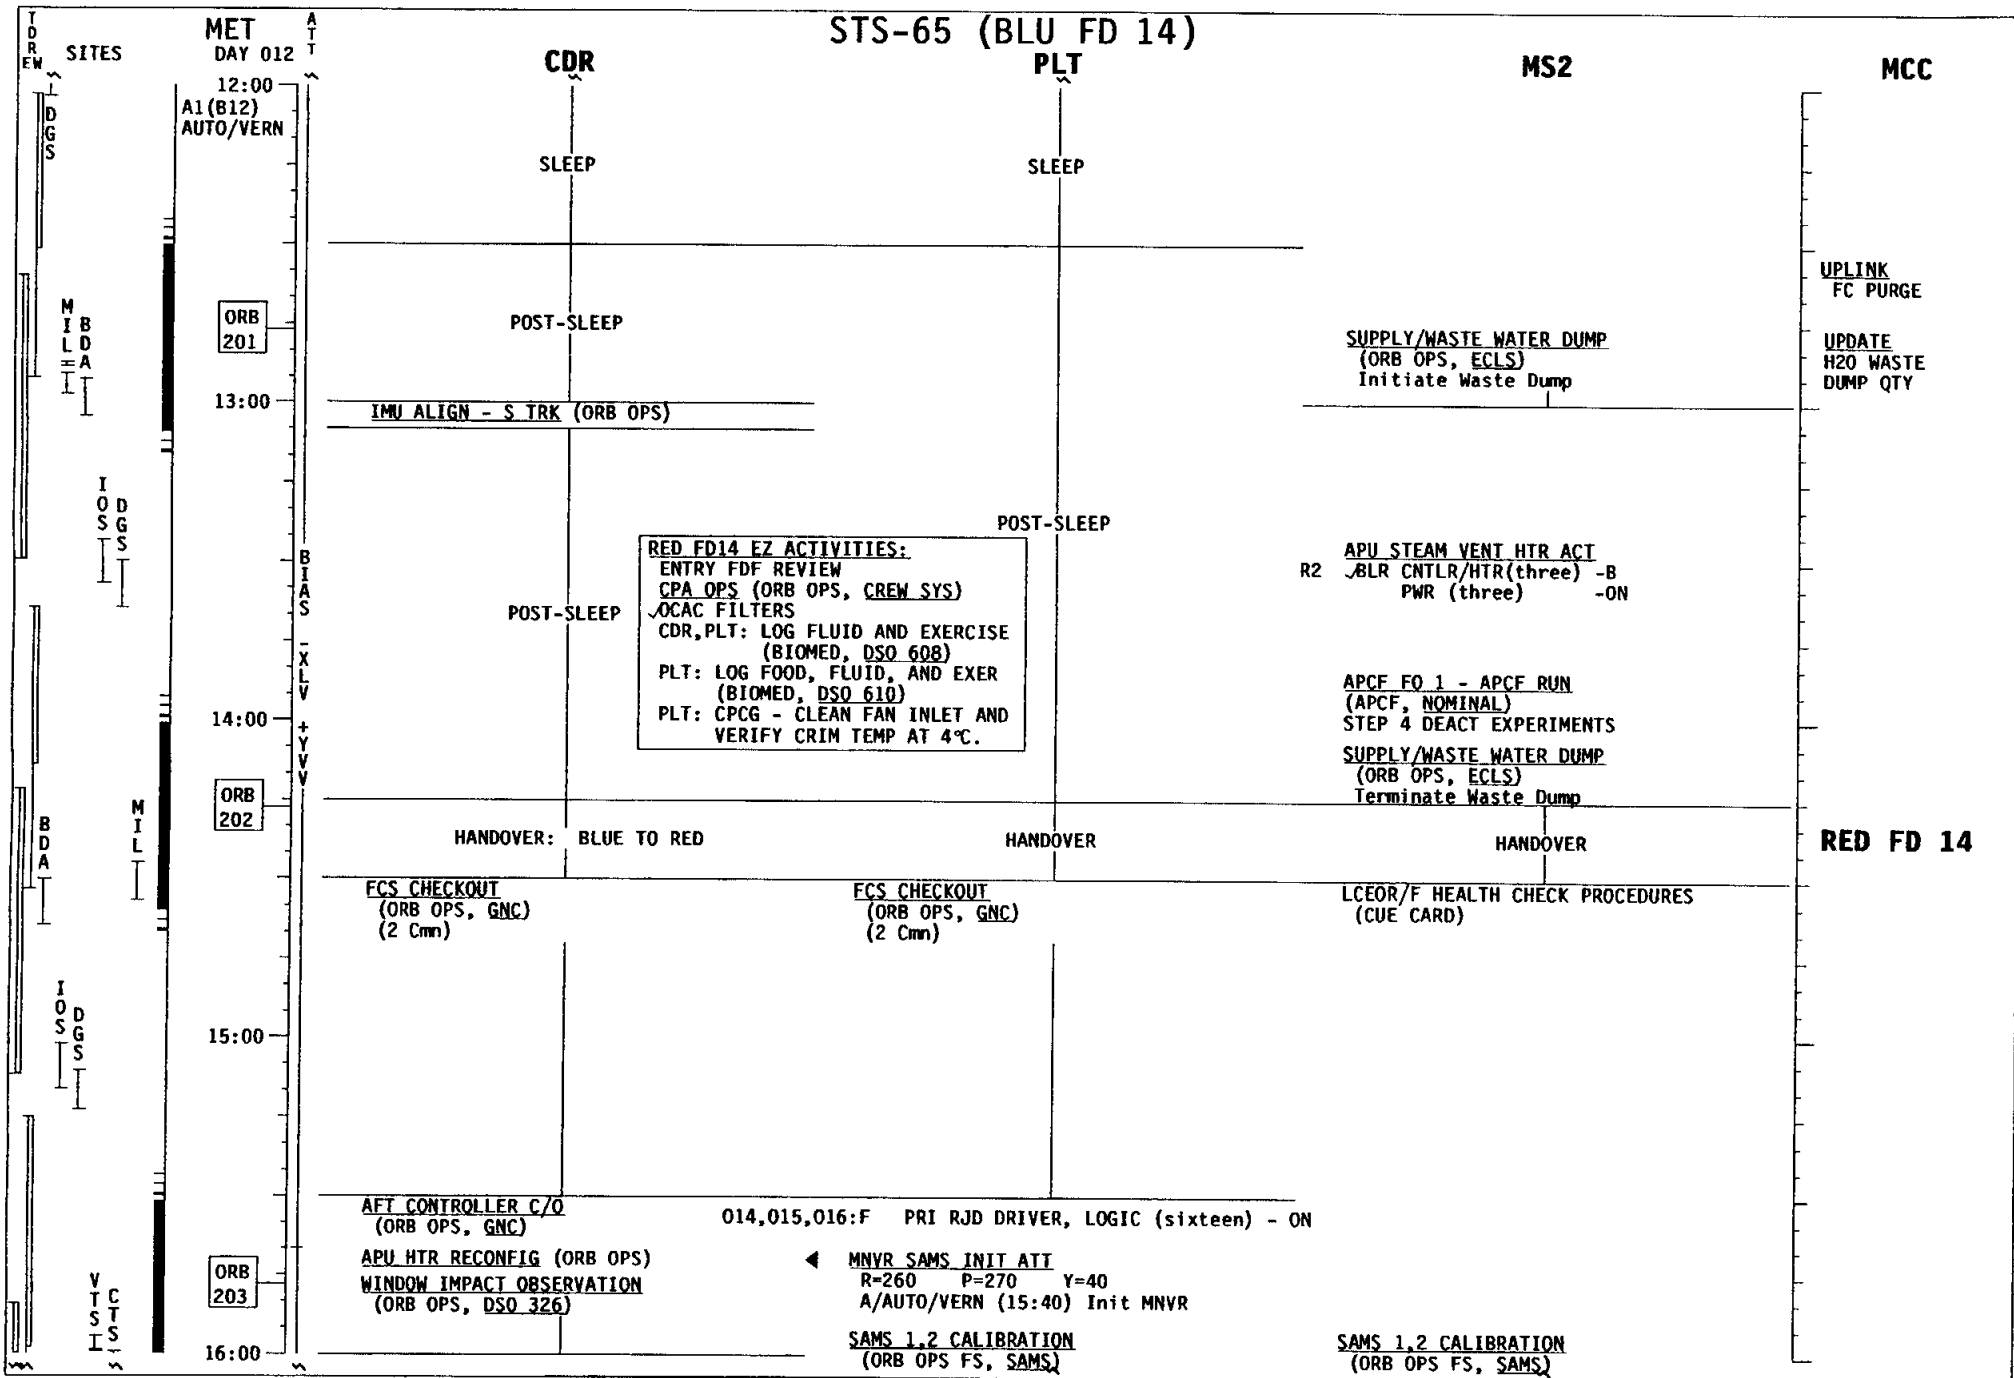 STS-65 (BLU FD 14)
TDRE W
SITES
MET
DAY 012
ATT
CDR
PLT
MS2
MCC
12:00
A1(B12)
AUTO/VERN
DGS
SLEEP
SLEEP
UPLINK
FC PURGE
MIL
BDA
ORB
201
POST-SLEEP
SUPPLY/WASTE WATER DUMP
(ORB OPS, ECLS)
Initiate Waste Dump
UPDATE
H2O WASTE
DUMP QTY
13:00
IMU ALIGN - S TRK (ORB OPS)
IOS
DGS
POST-SLEEP
BIAS -XLV +YVV
POST-SLEEP
RED FD14 EZ ACTIVITIES:
ENTRY FDF REVIEW
CPA OPS (ORB OPS, CREW SYS)
√OCAC FILTERS
CDR,PLT: LOG FLUID AND EXERCISE
(BIOMED, DSO 608)
PLT: LOG FOOD, FLUID, AND EXER
(BIOMED, DSO 610)
PLT: CPCG - CLEAN FAN INLET AND
VERIFY CRIM TEMP AT 4°C.
APU STEAM VENT HTR ACT
R2 √BLR CNTLR/HTR(three) -B
PWR (three) -ON
APCF FO 1 - APCF RUN
(APCF, NOMINAL)
STEP 4 DEACT EXPERIMENTS
14:00
SUPPLY/WASTE WATER DUMP
(ORB OPS, ECLS)
Terminate Waste Dump
ORB
202
BDA
MIL
HANDOVER: BLUE TO RED
HANDOVER
HANDOVER
RED FD 14
FCS CHECKOUT
(ORB OPS, GNC)
(2 Cmn)
FCS CHECKOUT
(ORB OPS, GNC)
(2 Cmn)
LCEOR/F HEALTH CHECK PROCEDURES
(CUE CARD)
IOS
DGS
15:00
AFT CONTROLLER C/O
(ORB OPS, GNC)
014,015,016:F PRI RJD DRIVER, LOGIC (sixteen) - ON
APU HTR RECONFIG (ORB OPS)
WINDOW IMPACT OBSERVATION
(ORB OPS, DSO 326)
MNVR SAMS INIT ATT
R=260 P=270 Y=40
A/AUTO/VERN (15:40) Init MNVR
ORB
203
VTS
CTS
16:00
SAMS 1,2 CALIBRATION
(ORB OPS FS, SAMS)
SAMS 1,2 CALIBRATION
(ORB OPS FS, SAMS)